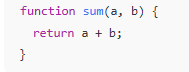 function sum(a, b) {
  return a + b;
}